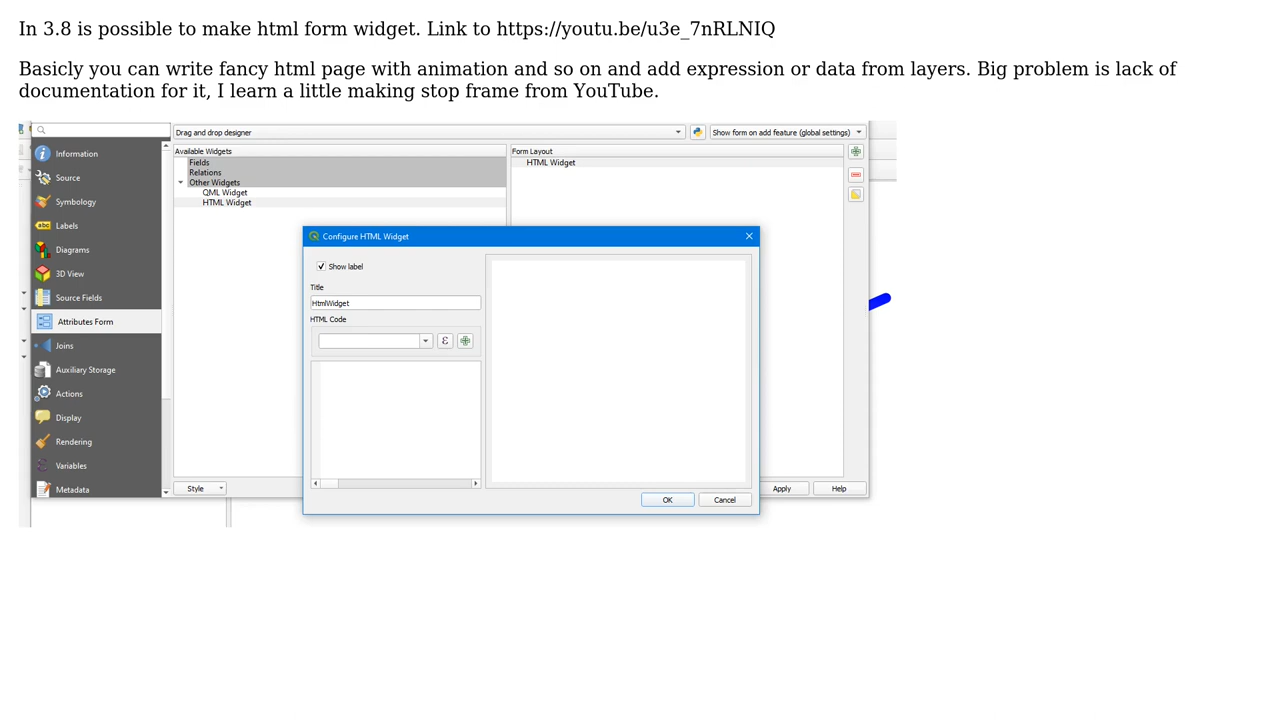 In 3.8 is possible to make html form widget. Link to https://youtu.be/u3e_7nRLNIQ
Basicly you can write fancy html page with animation and so on and add expression or data from layers. Big problem is lack of
documentation for it, I learn a little making stop frame from YouTube.
Drag and drop designer
Show form on add feature (global settings)
Information
Source
Symbology
abc Labels
Diagrams
3D View
Source Fields
Attributes Form
Joins
Auxiliary Storage
Actions
Display
Rendering
Variables
Metadata
Available Widgets
Fields
Relations
Other Widgets
QML Widget
HTML Widget
Form Layout
HTML Widget
Configure HTML Widget
Show label
Title
HtmlWidget
HTML Code
ε
OK
Cancel
Style
Apply
Help